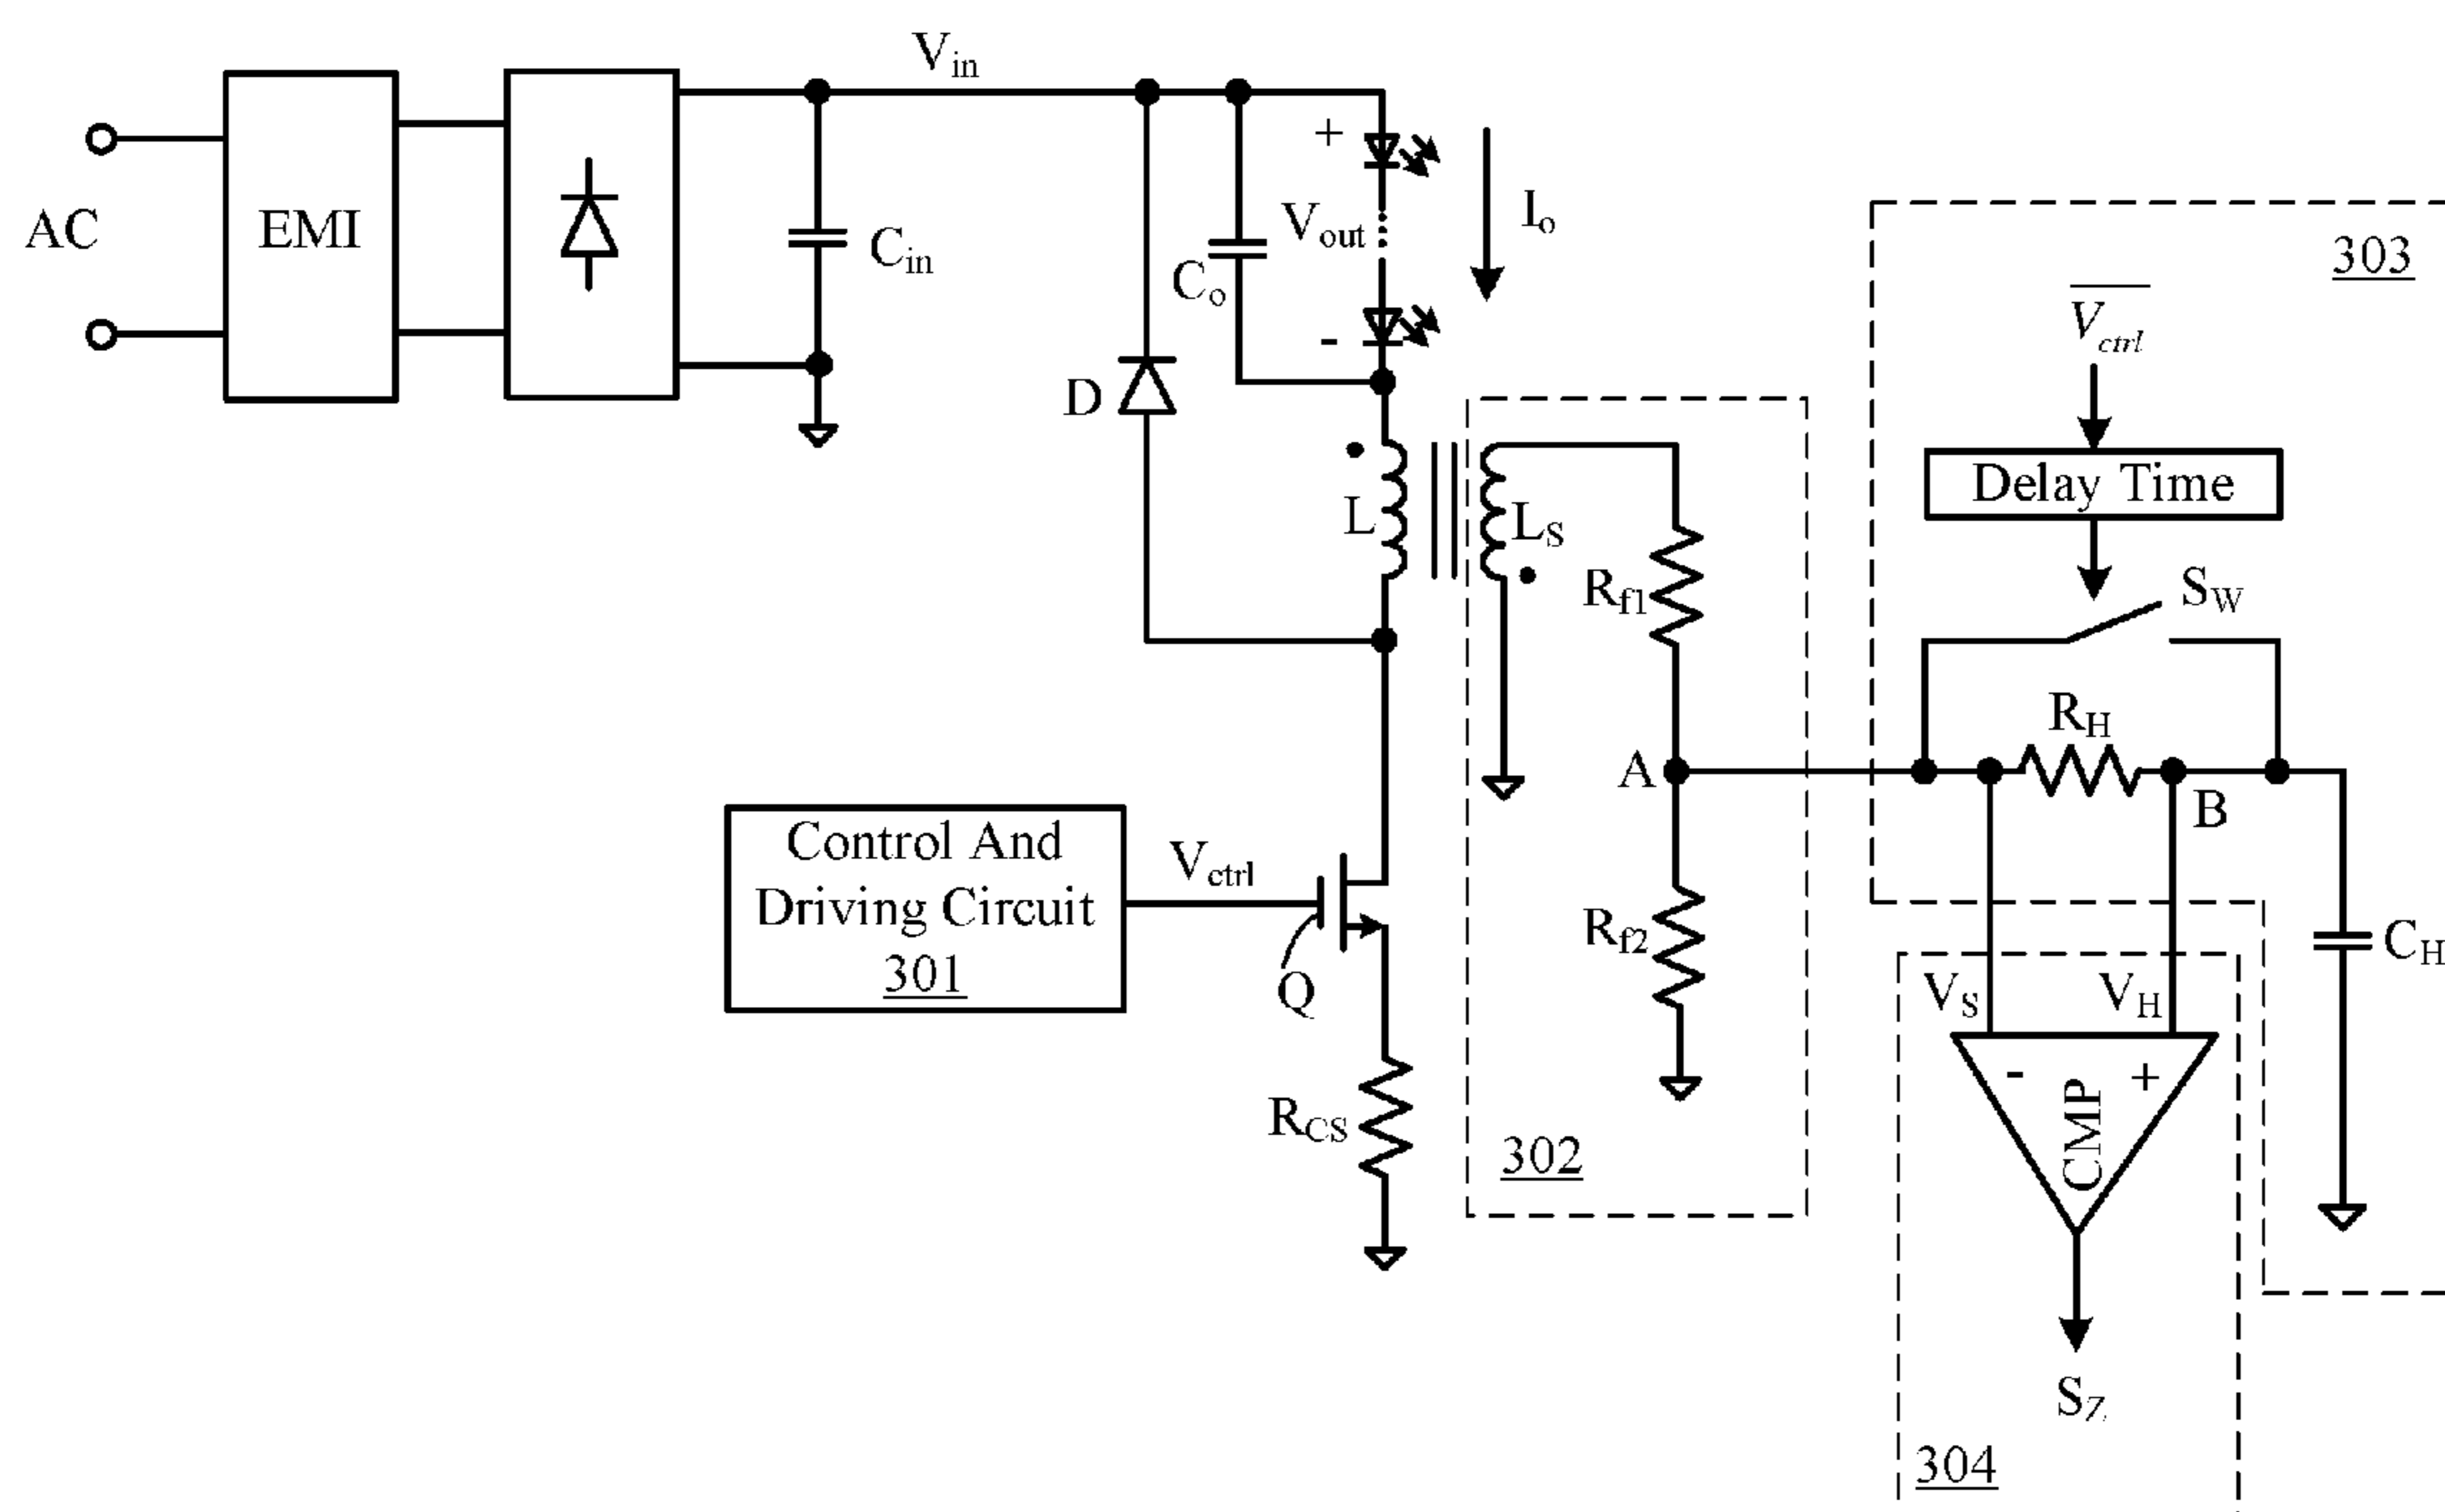 AC
EMI
Vin
Cin
D
Co
+
Vout
-
Io
L
LS
Rf1
A
Rf2
302
303
V̅c̅t̅r̅l̅
Delay Time
SW
RH
B
CH
Control And
Driving Circuit
301
Vctrl
Q
RCS
VS
VH
-
+
CMP
SZ
304